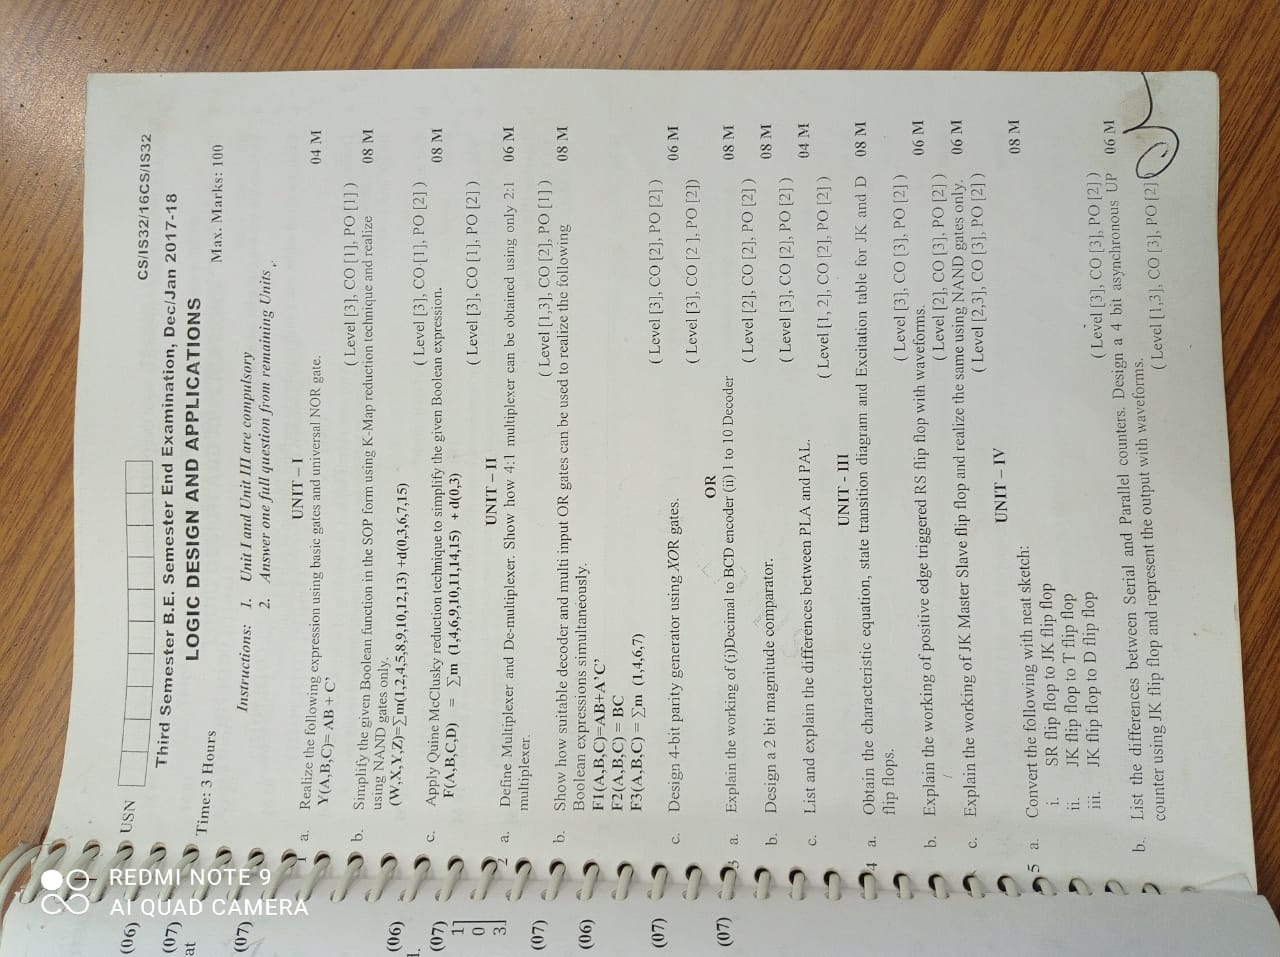 USN
CS/IS32/16CS/IS32
Third Semester B.E. Semester End Examination, Dec/Jan 2017-18
LOGIC DESIGN AND APPLICATIONS
Time: 3 Hours
Max. Marks: 100
Instructions: 1. Unit I and Unit III are compulsory
2. Answer one full question from remaining Units.
UNIT – I
1 a. Realize the following expression using basic gates and universal NOR gate. 04 M
Y(A,B,C)= AB + C'
( Level [3], CO [1], PO [1] )
b. Simplify the given Boolean function in the SOP form using K-Map reduction technique and realize 08 M
using NAND gates only.
(W,X,Y,Z)=∑m(1,2,4,5,8,9,10,12,13) +d(0,3,6,7,15)
( Level [3], CO [1], PO [2] )
c. Apply Quine McClusky reduction technique to simplify the given Boolean expression. 08 M
F(A,B,C,D) = ∑m (1,4,6,9,10,11,14,15) + d(0,3)
( Level [3], CO [1], PO [2] )
UNIT – II
2 a. Define Multiplexer and De-multiplexer. Show how 4:1 multiplexer can be obtained using only 2:1 06 M
multiplexer.
( Level [1,3], CO [2], PO [1] )
b. Show how suitable decoder and multi input OR gates can be used to realize the following 08 M
Boolean expressions simultaneously.
F1(A,B,C)=AB+A'C'
F2(A,B,C) = BC
F3(A,B,C) = ∑m (1,4,6,7)
( Level [3], CO [2], PO [2] )
c. Design 4-bit parity generator using XOR gates. 06 M
( Level [3], CO [2 ], PO [2])
OR
3 a. Explain the working of (i)Decimal to BCD encoder (ii) 1 to 10 Decoder 08 M
( Level [2], CO [2], PO [2] )
b. Design a 2 bit magnitude comparator. 08 M
( Level [3], CO [2], PO [2] )
c. List and explain the differences between PLA and PAL. 04 M
( Level [1, 2], CO [2], PO [2] )
UNIT - III
4 a. Obtain the characteristic equation, state transition diagram and Excitation table for JK and D 08 M
flip flops.
( Level [3], CO [3], PO [2] )
b. Explain the working of positive edge triggered RS flip flop with waveforms. 06 M
( Level [2], CO [3], PO [2] )
c. Explain the working of JK Master Slave flip flop and realize the same using NAND gates only. 06 M
( Level [2,3], CO [3], PO [2] )
UNIT – IV
5 a. Convert the following with neat sketch: 08 M
i. SR flip flop to JK flip flop
ii. JK flip flop to T flip flop
iii. JK flip flop to D flip flop
( Level [3], CO [3], PO [2] )
b. List the differences between Serial and Parallel counters. Design a 4 bit asynchronous UP 06 M
counter using JK flip flop and represent the output with waveforms.
( Level [1,3], CO [3], PO [2]
(06)
(07)
at
(07)
(06)
(07)
1
0
3
(07)
(06)
(07)
(07)
REDMI NOTE 9
AI QUAD CAMERA